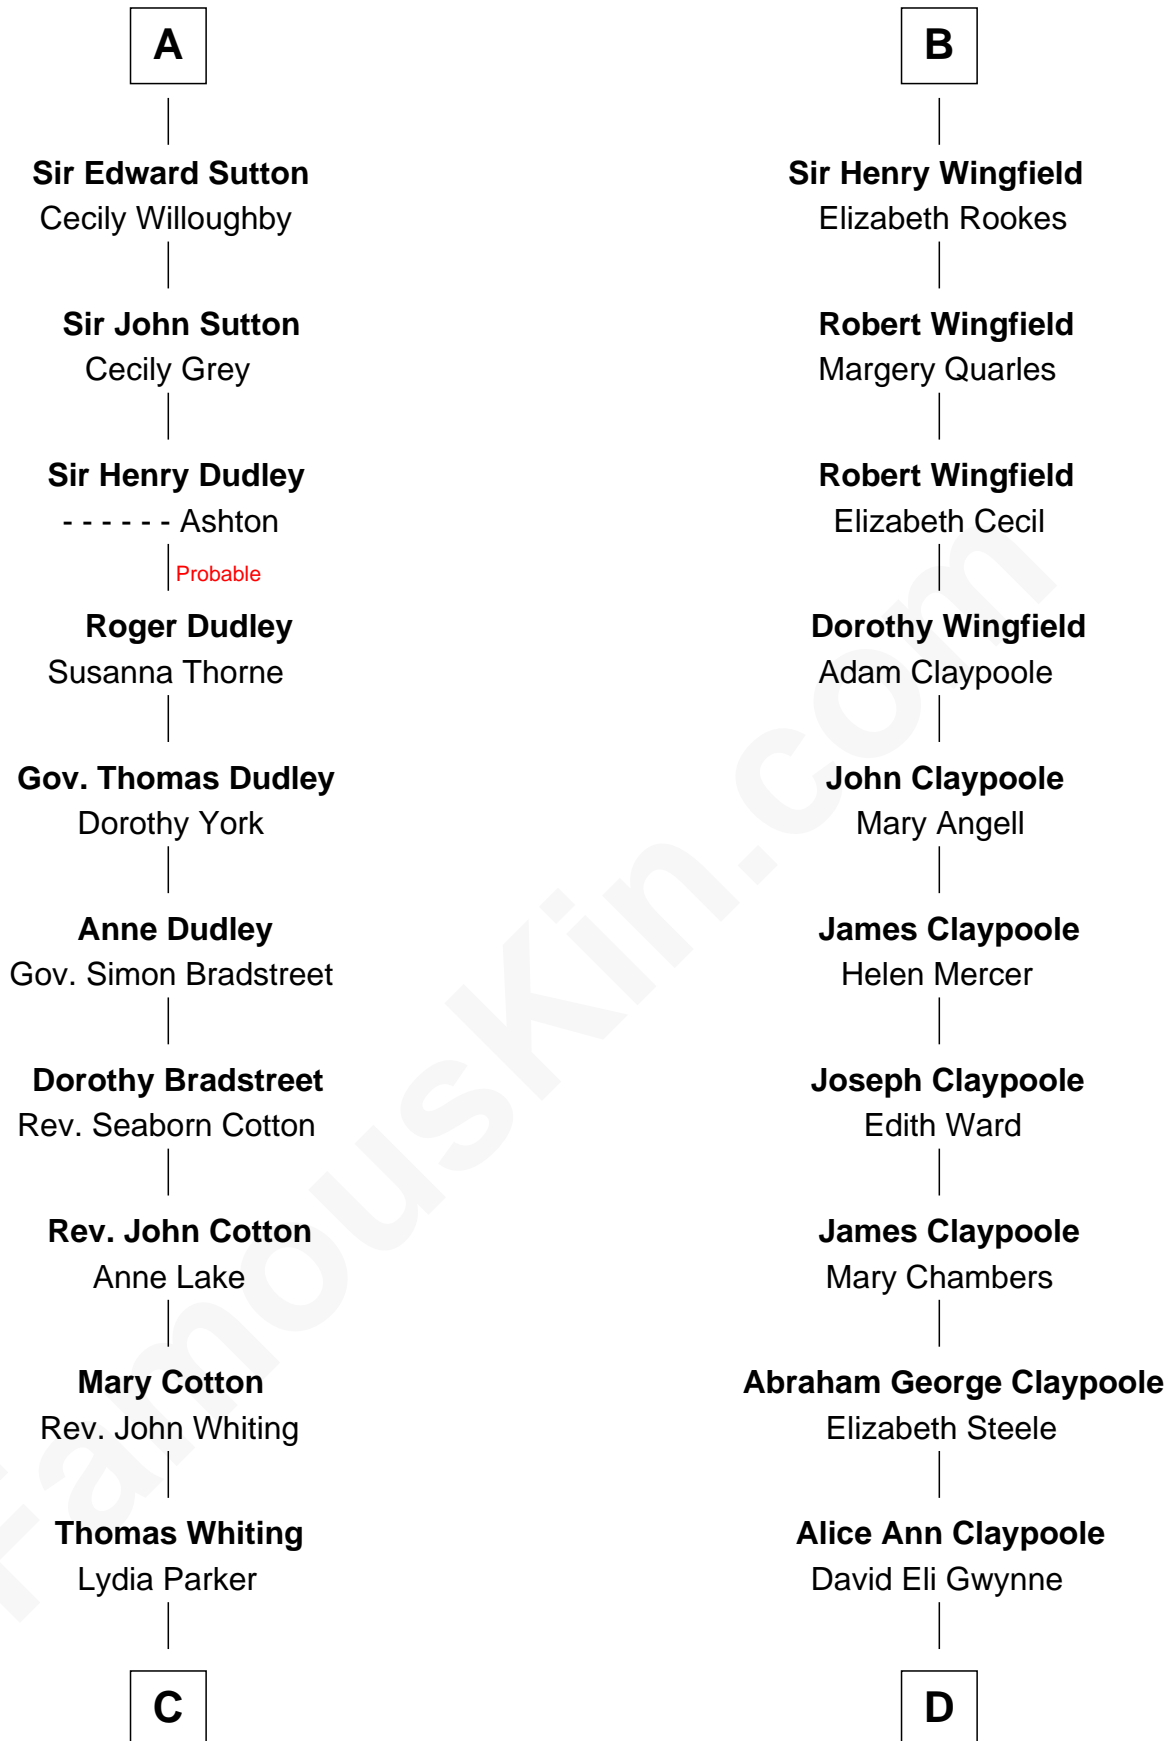 A
Sir Edward Sutton
Cecily Willoughby
Sir John Sutton
Cecily Grey
Sir Henry Dudley
- - - - - - Ashton
Probable
Roger Dudley
Susanna Thorne
Gov. Thomas Dudley
Dorothy York
Anne Dudley
Gov. Simon Bradstreet
Dorothy Bradstreet
Rev. Seaborn Cotton
Rev. John Cotton
Anne Lake
Mary Cotton
Rev. John Whiting
Thomas Whiting
Lydia Parker
C
B
Sir Henry Wingfield
Elizabeth Rookes
Robert Wingfield
Margery Quarles
Robert Wingfield
Elizabeth Cecil
Dorothy Wingfield
Adam Claypoole
John Claypoole
Mary Angell
James Claypoole
Helen Mercer
Joseph Claypoole
Edith Ward
James Claypoole
Mary Chambers
Abraham George Claypoole
Elizabeth Steele
Alice Ann Claypoole
David Eli Gwynne
D
FamousKin.com